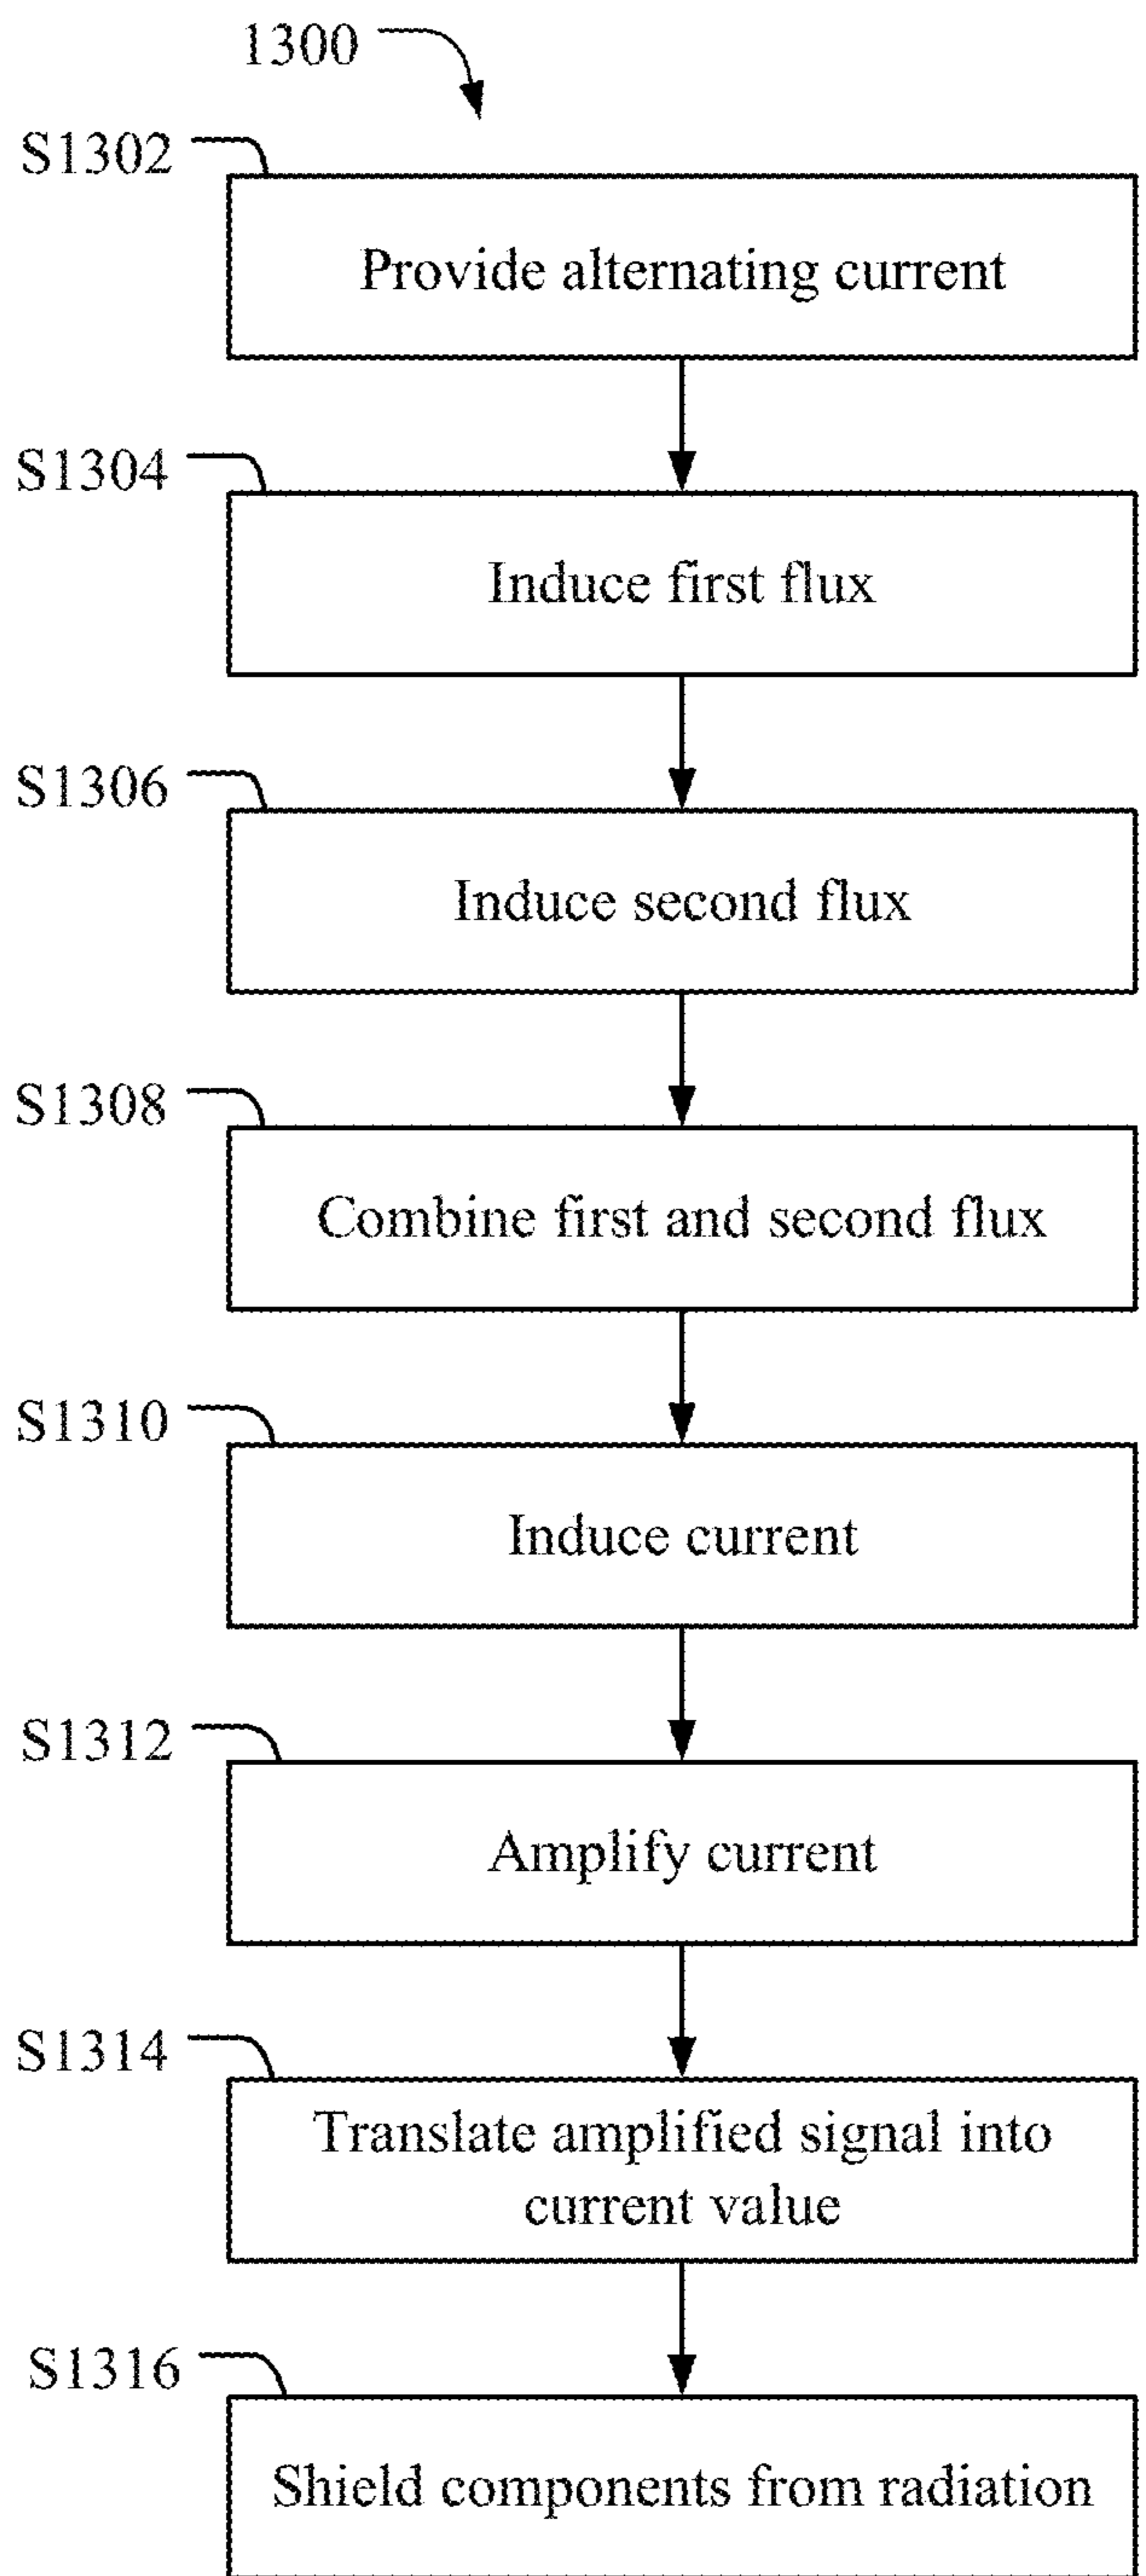 1300
S1302
Provide alternating current
S1304
Induce first flux
S1306
Induce second flux
S1308
Combine first and second flux
S1310
Induce current
S1312
Amplify current
S1314
Translate amplified signal into
current value
S1316
Shield components from radiation